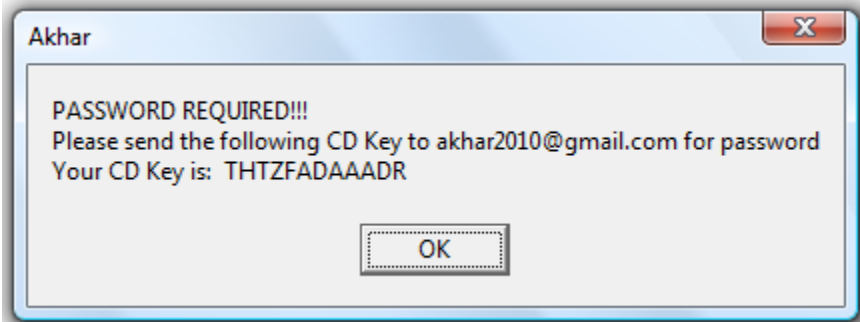 Akhar
PASSWORD REQUIRED!!!
Please send the following CD Key to akhar2010@gmail.com for password
Your CD Key is:  THTZFADAAADR
OK